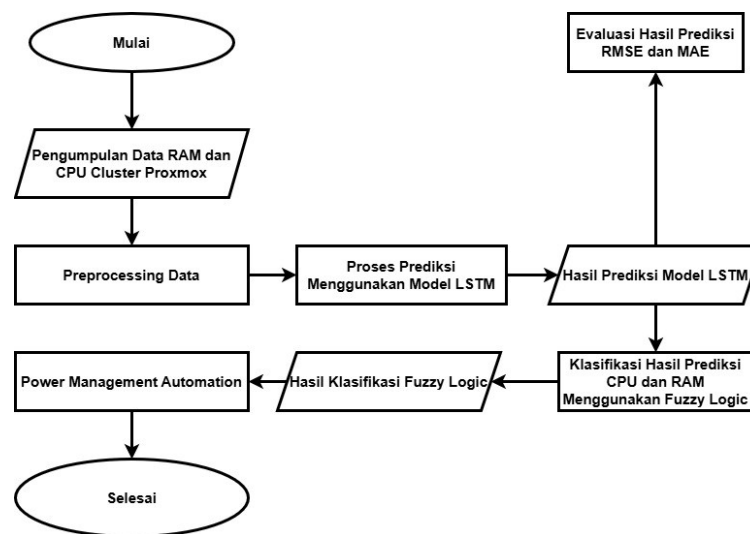 Mulai
Evaluasi Hasil Prediksi
RMSE dan MAE
Pengumpulan Data RAM dan
CPU Cluster Proxmox
Preprocessing Data
Proses Prediksi
Menggunakan Model LSTM
Hasil Prediksi Model LSTM
Power Management Automation
Hasil Klasifikasi Fuzzy Logic
Klasifikasi Hasil Prediksi
CPU dan RAM
Menggunakan Fuzzy Logic
Selesai